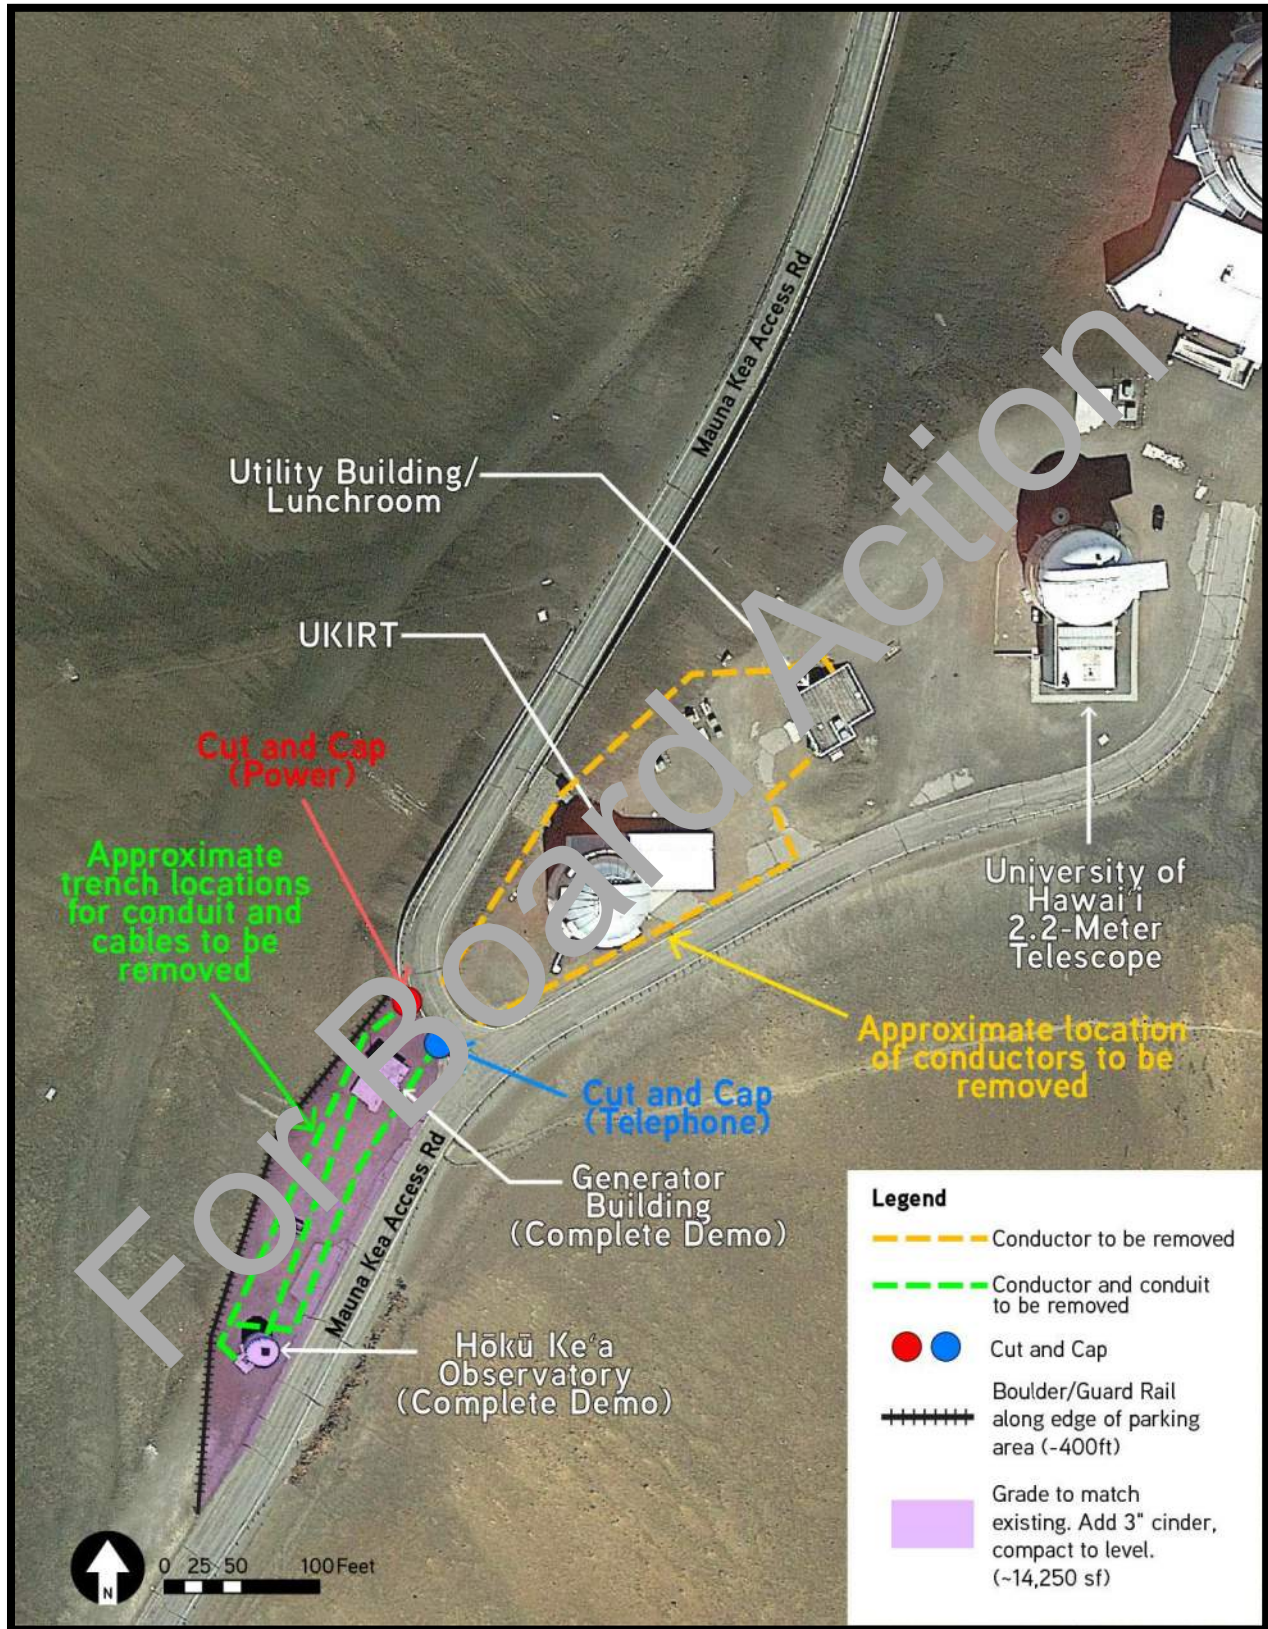 Mauna Kea Access Rd
Utility Building/
Lunchroom
UKIRT
Cut and Cap
(Power)
Approximate
trench locations
for conduit and
cables to be
removed
University of
Hawaiʻi
2.2-Meter
Telescope
Approximate location
of conductors to be
removed
Cut and Cap
(Telephone)
Generator
Building
(Complete Demo)
Mauna Kea Access Rd
Hōkū Keʻa
Observatory
(Complete Demo)
For Board Action
Legend
Conductor to be removed
Conductor and conduit
to be removed
Cut and Cap
Boulder/Guard Rail
along edge of parking
area (~400ft)
Grade to match
existing. Add 3" cinder,
compact to level.
(~14,250 sf)
N
0 25 50 100 Feet